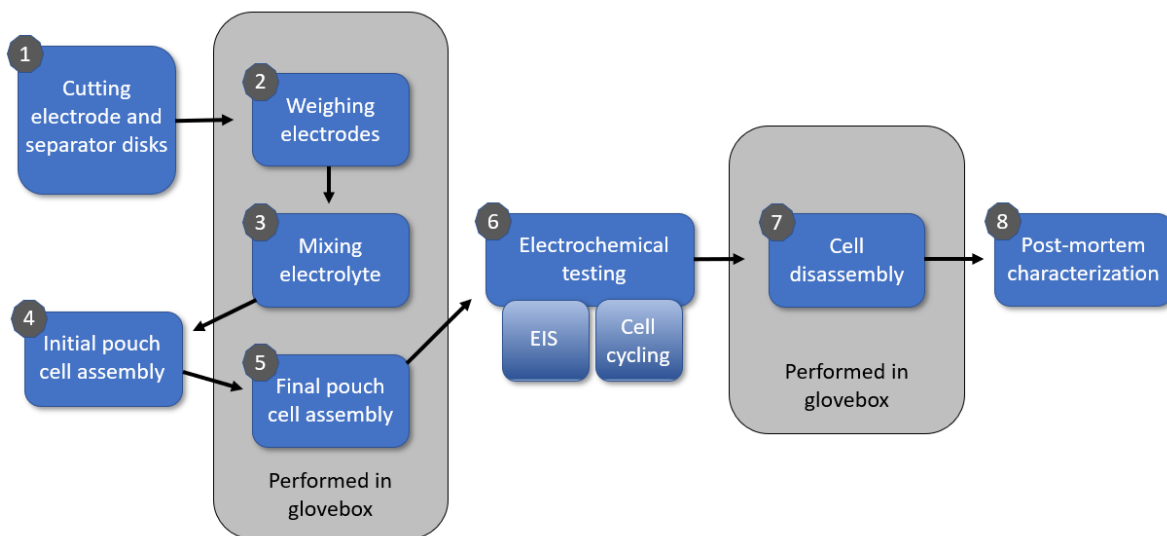 1
Cutting
electrode and
separator disks
2
Weighing
electrodes
3
Mixing
electrolyte
4
Initial pouch
cell assembly
5
Final pouch
cell assembly
Performed in
glovebox
6
Electrochemical
testing
EIS
Cell
cycling
7
Cell
disassembly
Performed in
glovebox
8
Post-mortem
characterization